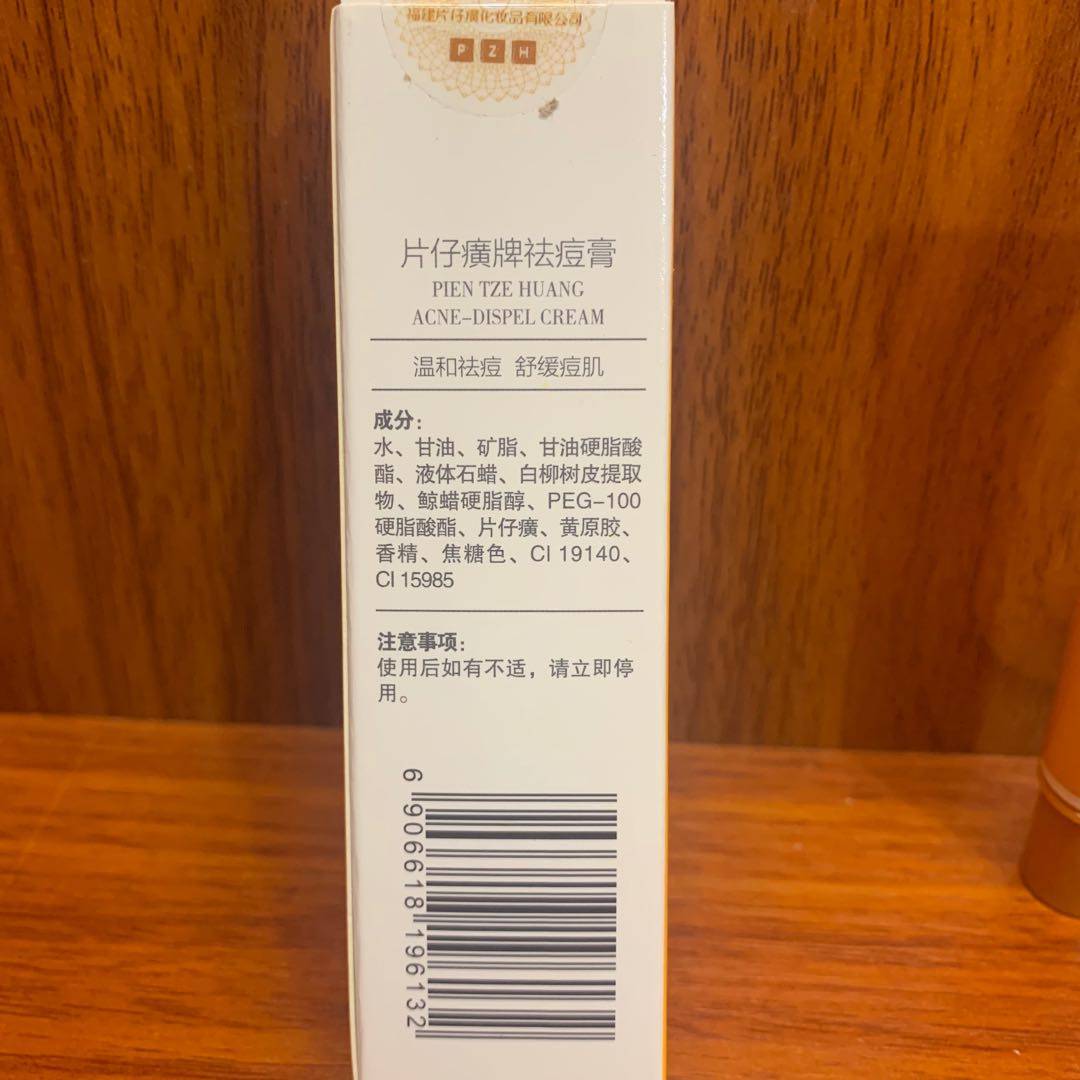 福建片仔癀化妆品有限公司
P Z H
片仔癀牌祛痘膏
PIEN TZE HUANG
ACNE-DISPEL CREAM
温和祛痘 舒缓痘肌
成分：
水、甘油、矿脂、甘油硬脂酸
酯、液体石蜡、白柳树皮提取
物、鲸蜡硬脂醇、PEG-100
硬脂酸酯、片仔癀、黄原胶、
香精、焦糖色、CI 19140、
CI 15985
注意事项：
使用后如有不适，请立即停
用。
6 906618 196132